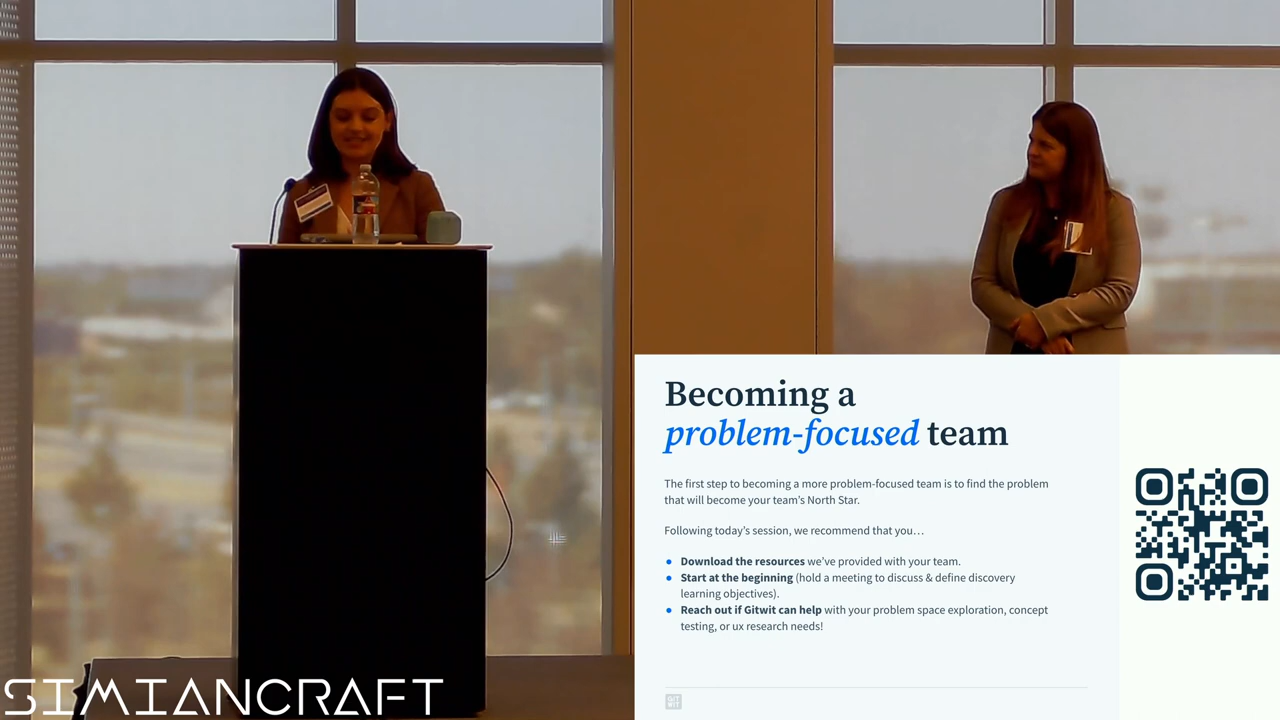 Becoming a
problem-focused team
The first step to becoming a more problem-focused team is to find the problem
that will become your team's North Star.
Following today's session, we recommend that you…
Download the resources we've provided with your team.
Start at the beginning (hold a meeting to discuss & define discovery
learning objectives).
Reach out if Gitwit can help with your problem space exploration, concept
testing, or ux research needs!
GIT
WIT
SIMIANCRAFT